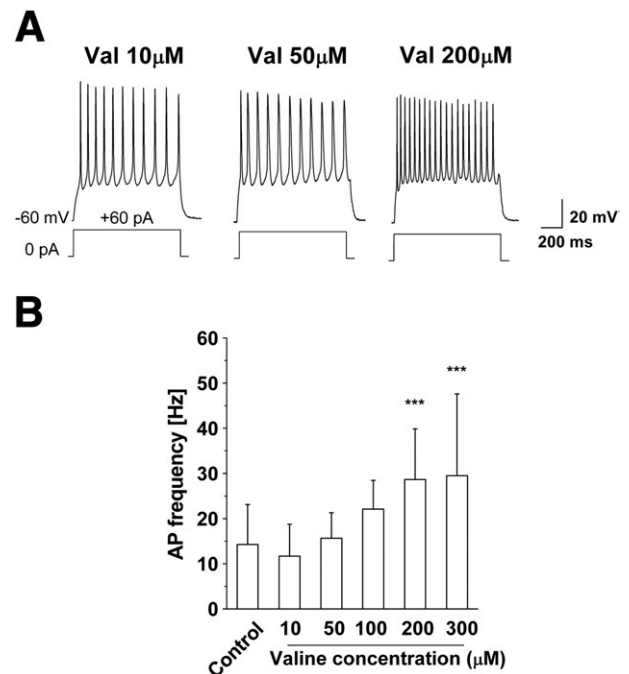 A
Val 10μM Val 50μM Val 200μM
-60 mV +60 pA
0 pA
20 mV
200 ms
B
AP frequency [Hz]
60
50
40
30
20
10
0
***
***
Control 10 50 100 200 300
Valine concentration (μM)